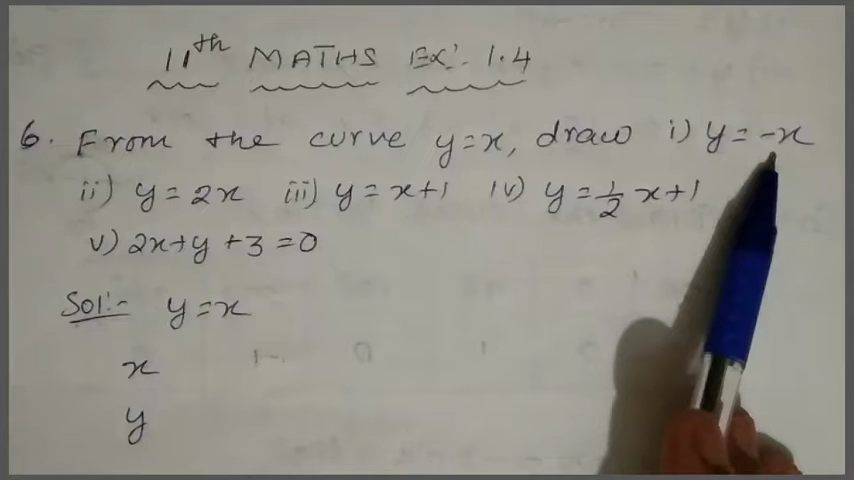 11th MATHS EX:- 1.4
6. From the curve y=x, draw i) y=-x
ii) y=2x iii) y=x+1 iv) y=1/2 x+1
v) 2x+y+3=0
Sol:- y=x
x
y